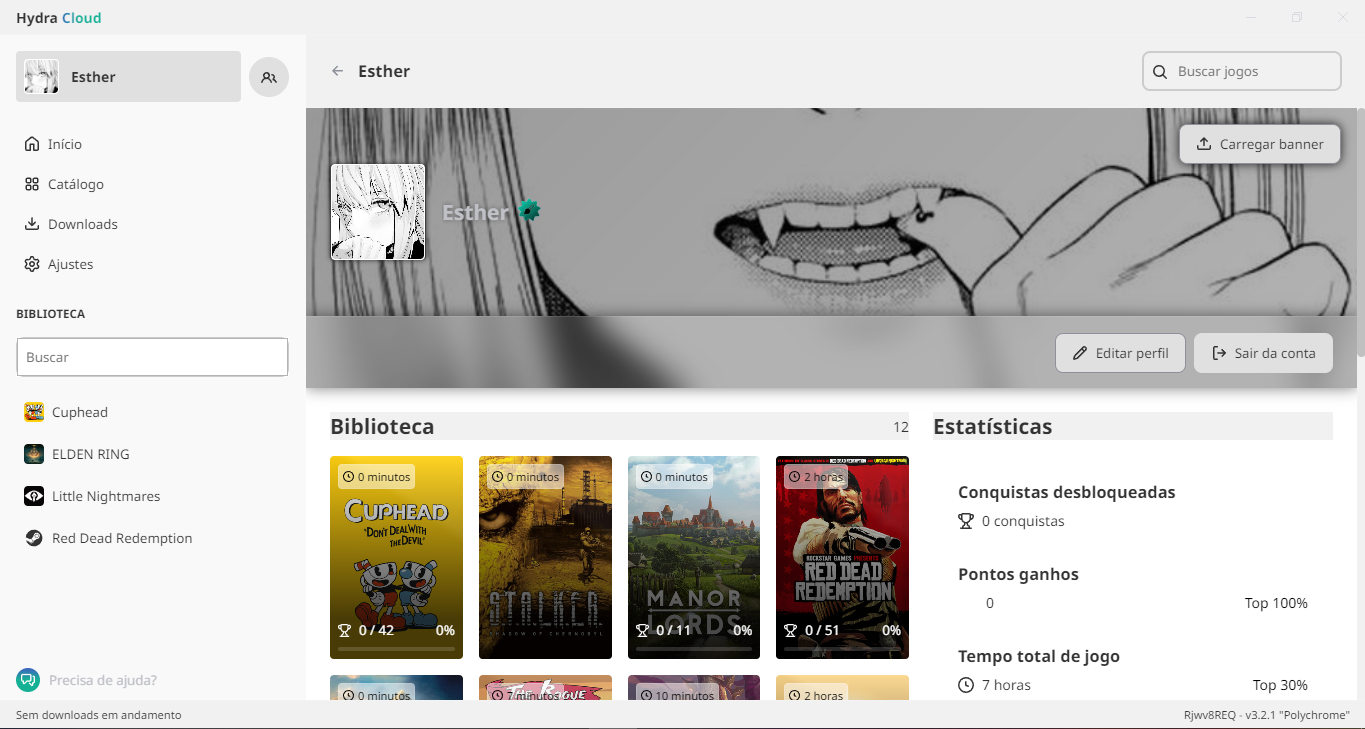 Hydra Cloud
Esther
Esther
Buscar jogos
Início
Catálogo
Downloads
Ajustes
BIBLIOTECA
Buscar
Cuphead
ELDEN RING
Little Nightmares
Red Dead Redemption
Precisa de ajuda?
Carregar banner
Esther
Editar perfil
Sair da conta
Biblioteca
12
0 minutos
CUPHEAD
"DON'T DEAL WITH
THE DEVIL"
0 / 42
0%
0 minutos
S.T.A.L.K.E.R
SHADOW OF CHERNOBYL
0 minutos
MANOR
LORDS
0 / 11
0%
2 horas
ROCKSTAR GAMES PRESENTS
RED DEAD
REDEMPTION
0 / 51
0%
0 minutos
7 minutos
10 minutos
2 horas
Estatísticas
Conquistas desbloqueadas
0 conquistas
Pontos ganhos
0
Top 100%
Tempo total de jogo
7 horas
Top 30%
Sem downloads em andamento
Rjwv8REQ - v3.2.1 "Polychrome"